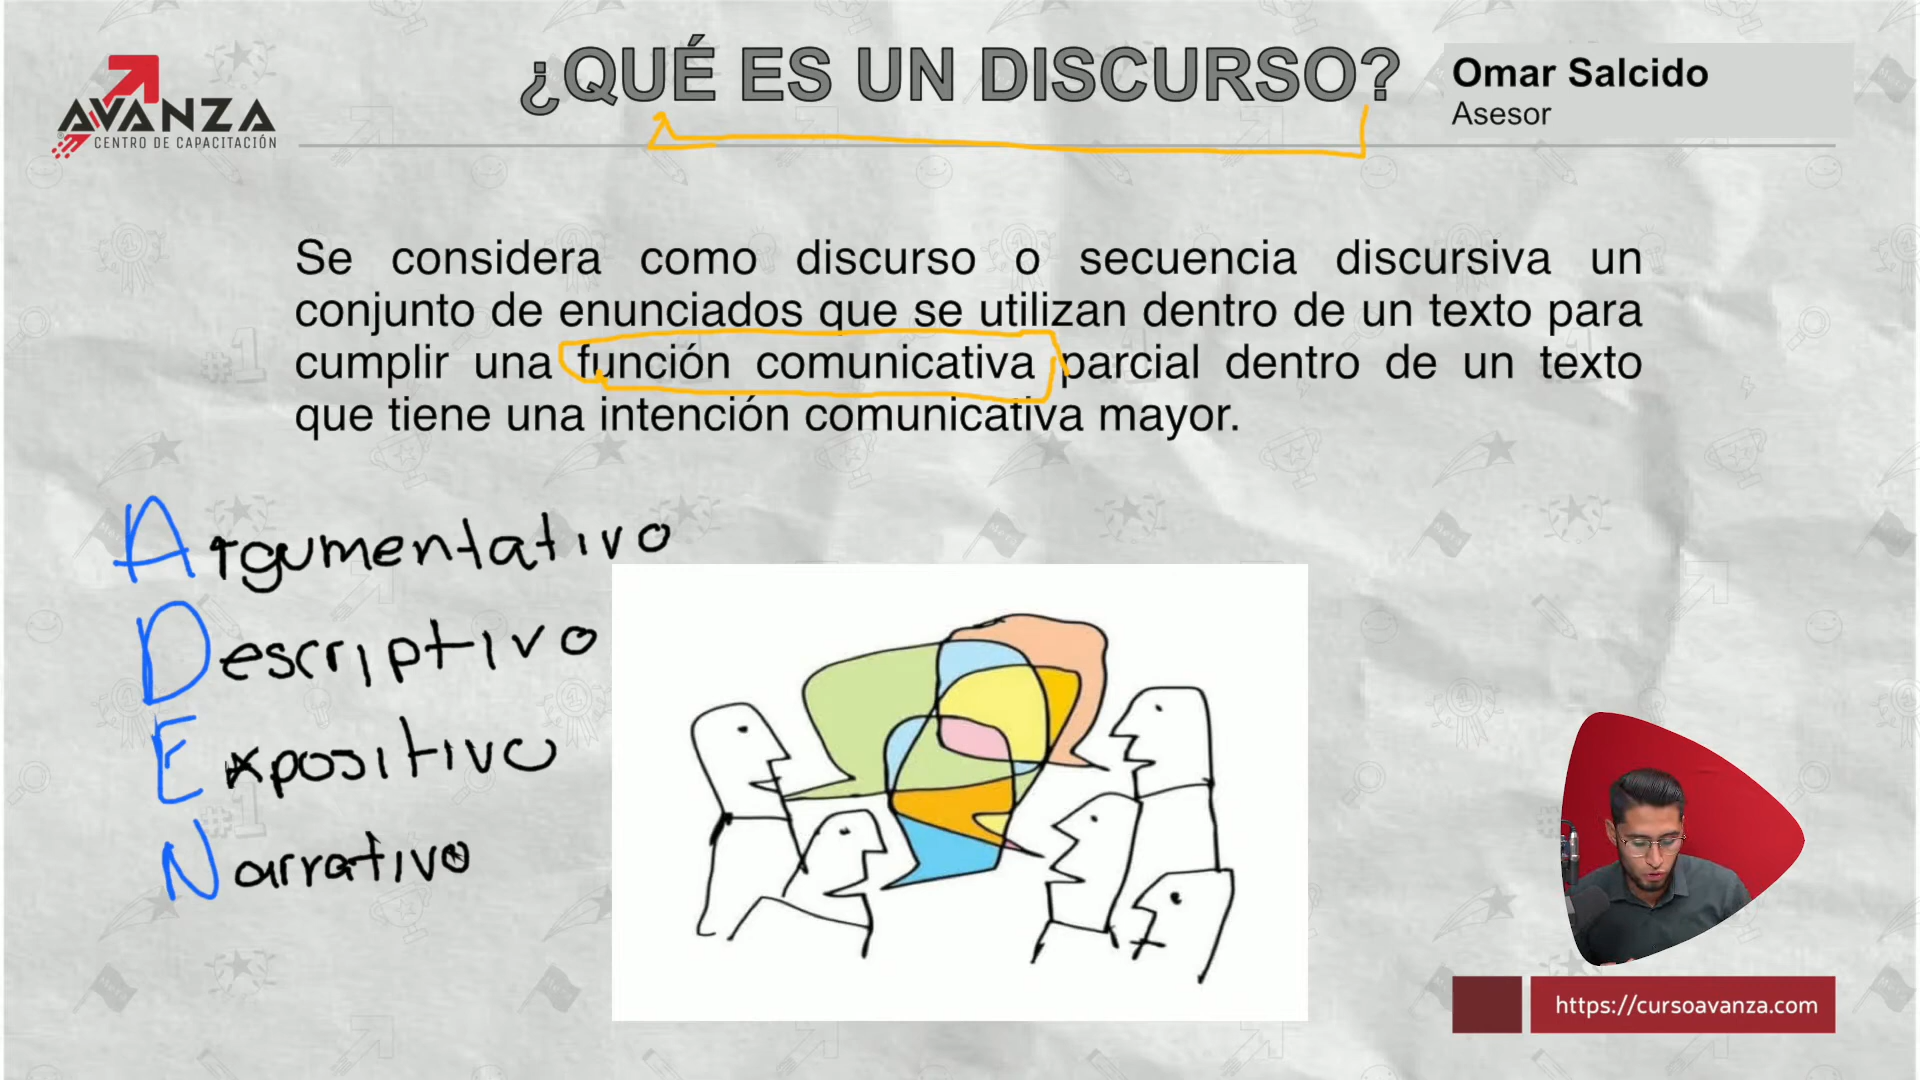 AVANZA
CENTRO DE CAPACITACIÓN
¿QUÉ ES UN DISCURSO?
Omar Salcido
Asesor
Se considera como discurso o secuencia discursiva un
conjunto de enunciados que se utilizan dentro de un texto para
cumplir una función comunicativa parcial dentro de un texto
que tiene una intención comunicativa mayor.
Argumentativo
Descriptivo
Expositivo
Narrativo
https://cursoavanza.com